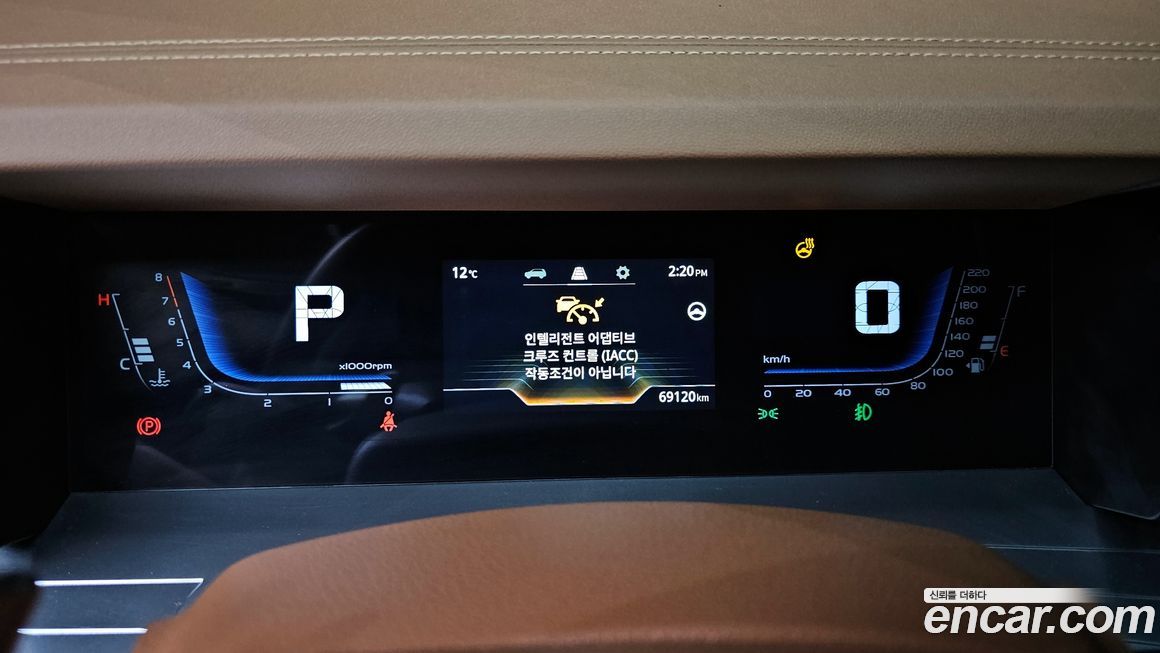 12℃
2:20PM
인텔리전트 어댑티브
크루즈 컨트롤 (IACC)
작동조건이 아닙니다
69120km
H
C
8
7
6
5
4
3
2
1
0
x1000rpm
P
P
0
km/h
0
20
40
60
80
100
120
140
160
180
200
220
F
E
신뢰를 더하다
encar.com